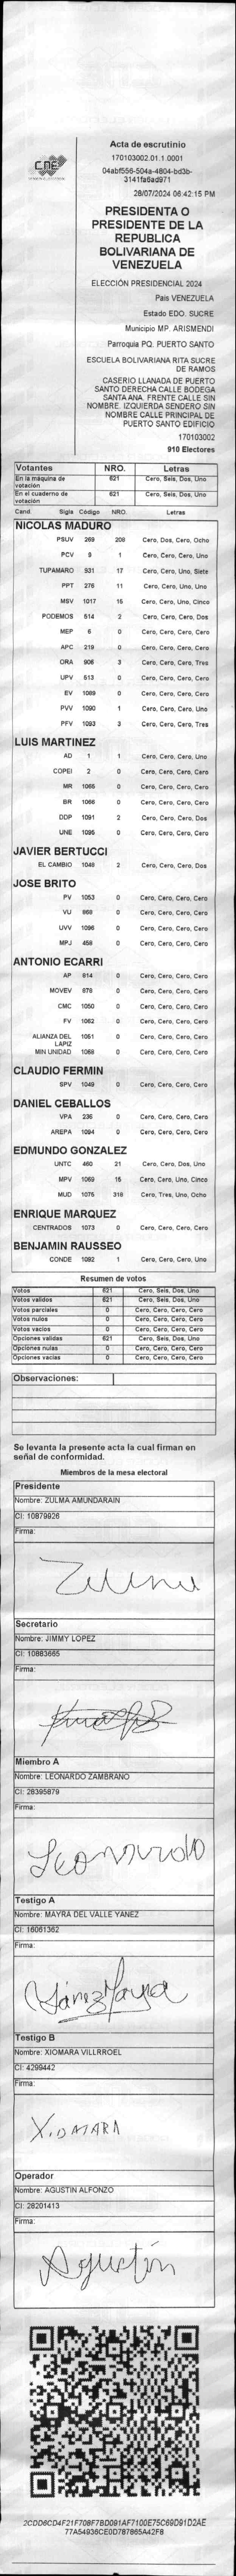 CNE
Acta de escrutinio
170103002.01.1.0001
04abf556-504a-4804-bd3b-
3141fa6ad971
28/07/2024 06:42:15 PM
PRESIDENTA O
PRESIDENTE DE LA
REPUBLICA
BOLIVARIANA DE
VENEZUELA
ELECCIÓN PRESIDENCIAL 2024
Pais VENEZUELA
Estado EDO. SUCRE
Municipio MP. ARISMENDI
Parroquia PQ. PUERTO SANTO
ESCUELA BOLIVARIANA RITA SUCRE
DE RAMOS
CASERIO LLANADA DE PUERTO
SANTO DERECHA CALLE BODEGA
SANTA ANA. FRENTE CALLE SIN
NOMBRE. IZQUIERDA SENDERO SIN
NOMBRE CALLE PRINCIPAL DE
PUERTO SANTO EDIFICIO
170103002
910 Electores
Votantes NRO. Letras
En la máquina de votación 621 Cero, Seis, Dos, Uno
En el cuaderno de votación 621 Cero, Seis, Dos, Uno
Cand. Sigla Código NRO. Letras
NICOLAS MADURO
PSUV 269 208 Cero, Dos, Cero, Ocho
PCV 9 1 Cero, Cero, Cero, Uno
TUPAMARO 931 17 Cero, Cero, Uno, Siete
PPT 276 11 Cero, Cero, Uno, Uno
MSV 1017 15 Cero, Cero, Uno, Cinco
PODEMOS 514 2 Cero, Cero, Cero, Dos
MEP 6 0 Cero, Cero, Cero, Cero
APC 219 0 Cero, Cero, Cero, Cero
ORA 906 3 Cero, Cero, Cero, Tres
UPV 513 0 Cero, Cero, Cero, Cero
EV 1089 0 Cero, Cero, Cero, Cero
PVV 1090 1 Cero, Cero, Cero, Uno
PFV 1093 3 Cero, Cero, Cero, Tres
LUIS MARTINEZ
AD 1 1 Cero, Cero, Cero, Uno
COPEI 2 0 Cero, Cero, Cero, Cero
MR 1065 0 Cero, Cero, Cero, Cero
BR 1066 0 Cero, Cero, Cero, Cero
DDP 1091 2 Cero, Cero, Cero, Dos
UNE 1095 0 Cero, Cero, Cero, Cero
JAVIER BERTUCCI
EL CAMBIO 1048 2 Cero, Cero, Cero, Dos
JOSE BRITO
PV 1053 0 Cero, Cero, Cero, Cero
VU 868 0 Cero, Cero, Cero, Cero
UVV 1096 0 Cero, Cero, Cero, Cero
MPJ 458 0 Cero, Cero, Cero, Cero
ANTONIO ECARRI
AP 814 0 Cero, Cero, Cero, Cero
MOVEV 878 0 Cero, Cero, Cero, Cero
CMC 1050 0 Cero, Cero, Cero, Cero
FV 1062 0 Cero, Cero, Cero, Cero
ALIANZA DEL LAPIZ 1051 0 Cero, Cero, Cero, Cero
MIN UNIDAD 1068 0 Cero, Cero, Cero, Cero
CLAUDIO FERMIN
SPV 1049 0 Cero, Cero, Cero, Cero
DANIEL CEBALLOS
VPA 236 0 Cero, Cero, Cero, Cero
AREPA 1094 0 Cero, Cero, Cero, Cero
EDMUNDO GONZALEZ
UNTC 460 21 Cero, Cero, Dos, Uno
MPV 1069 15 Cero, Cero, Uno, Cinco
MUD 1075 318 Cero, Tres, Uno, Ocho
ENRIQUE MARQUEZ
CENTRADOS 1073 0 Cero, Cero, Cero, Cero
BENJAMIN RAUSSEO
CONDE 1092 1 Cero, Cero, Cero, Uno
Resumen de votos
Votos 621 Cero, Seis, Dos, Uno
Votos validos 621 Cero, Seis, Dos, Uno
Votos parciales 0 Cero, Cero, Cero, Cero
Votos nulos 0 Cero, Cero, Cero, Cero
Votos vacios 0 Cero, Cero, Cero, Cero
Opciones validas 621 Cero, Seis, Dos, Uno
Opciones nulas 0 Cero, Cero, Cero, Cero
Opciones vacias 0 Cero, Cero, Cero, Cero
Observaciones:
Se levanta la presente acta la cual firman en
señal de conformidad.
Miembros de la mesa electoral
Presidente
Nombre: ZULMA AMUNDARAIN
CI: 10879926
Firma:
Secretario
Nombre: JIMMY LOPEZ
CI: 10883665
Firma:
Miembro A
Nombre: LEONARDO ZAMBRANO
CI: 28395879
Firma:
Leonardo
Testigo A
Nombre: MAYRA DEL VALLE YANEZ
CI: 16061362
Firma:
Yánez Mayra
Testigo B
Nombre: XIOMARA VILLRROEL
CI: 4299442
Firma:
XIOMARA
Operador
Nombre: AGUSTIN ALFONZO
CI: 28201413
Firma:
Agustín
2CDD6CD4F21F708F7BD091AF7100E75C69D91D2AE
77A54936CE0D787865A42F8